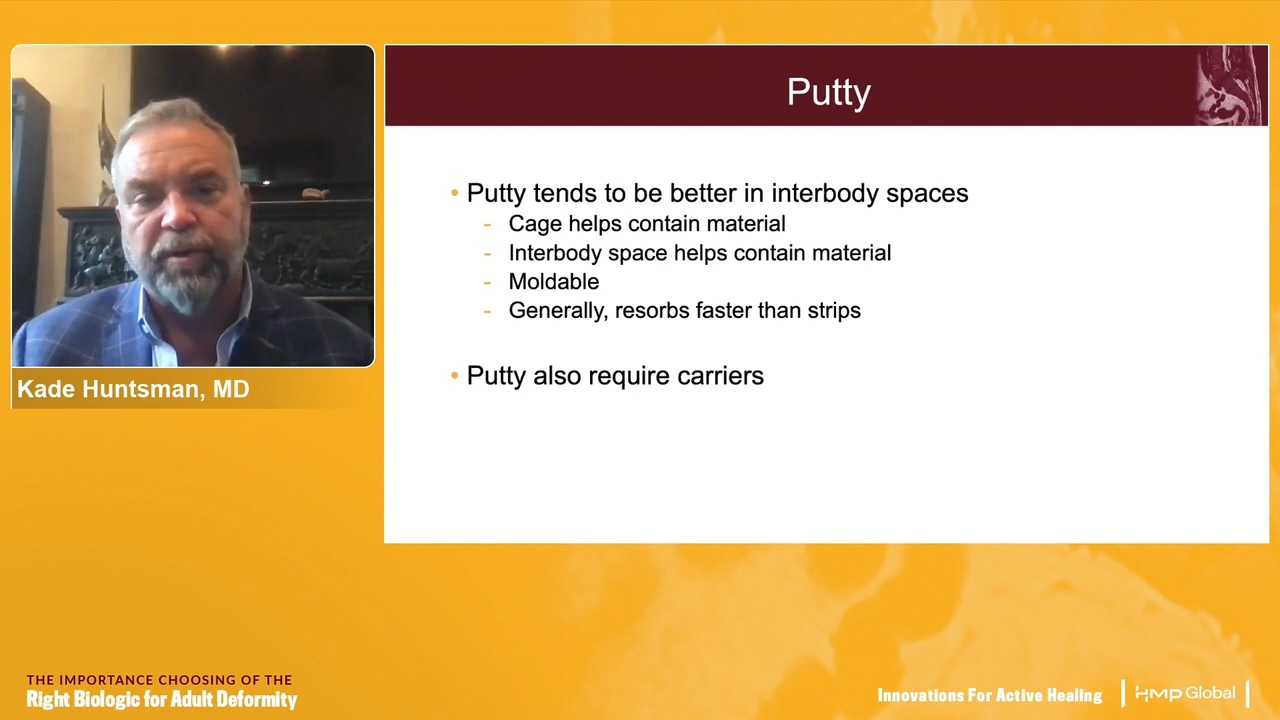 Putty
• Putty tends to be better in interbody spaces
- Cage helps contain material
- Interbody space helps contain material
- Moldable
- Generally, resorbs faster than strips
• Putty also require carriers
Kade Huntsman, MD
THE IMPORTANCE CHOOSING OF THE
Right Biologic for Adult Deformity
Innovations For Active Healing
HMP Global